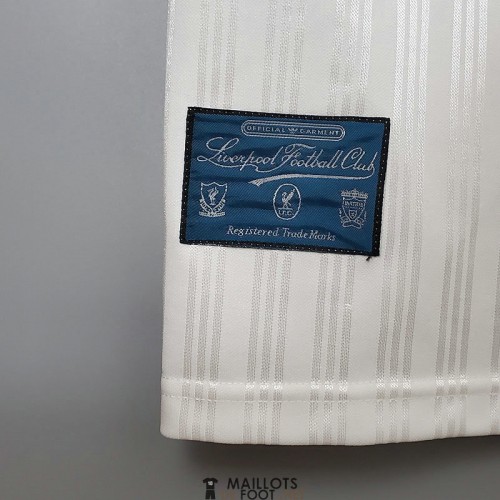 OFFICIAL GARMENT
Liverpool Football Club
L.F.C.
Registered Trade Marks
MAILLOTS
FOOT